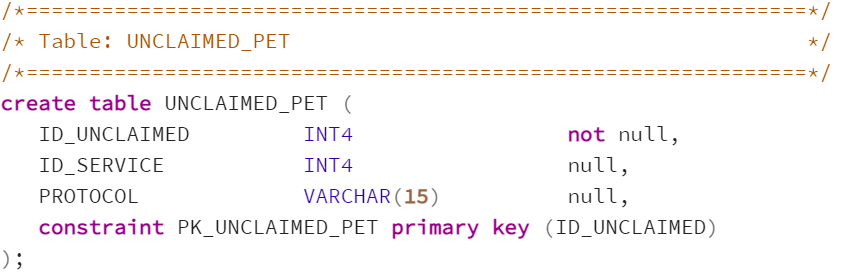 /*==============================================================*/
/* Table: UNCLAIMED_PET                                         */
/*==============================================================*/
create table UNCLAIMED_PET (
   ID_UNCLAIMED         INT4                 not null,
   ID_SERVICE           INT4                 null,
   PROTOCOL             VARCHAR(15)          null,
   constraint PK_UNCLAIMED_PET primary key (ID_UNCLAIMED)
);